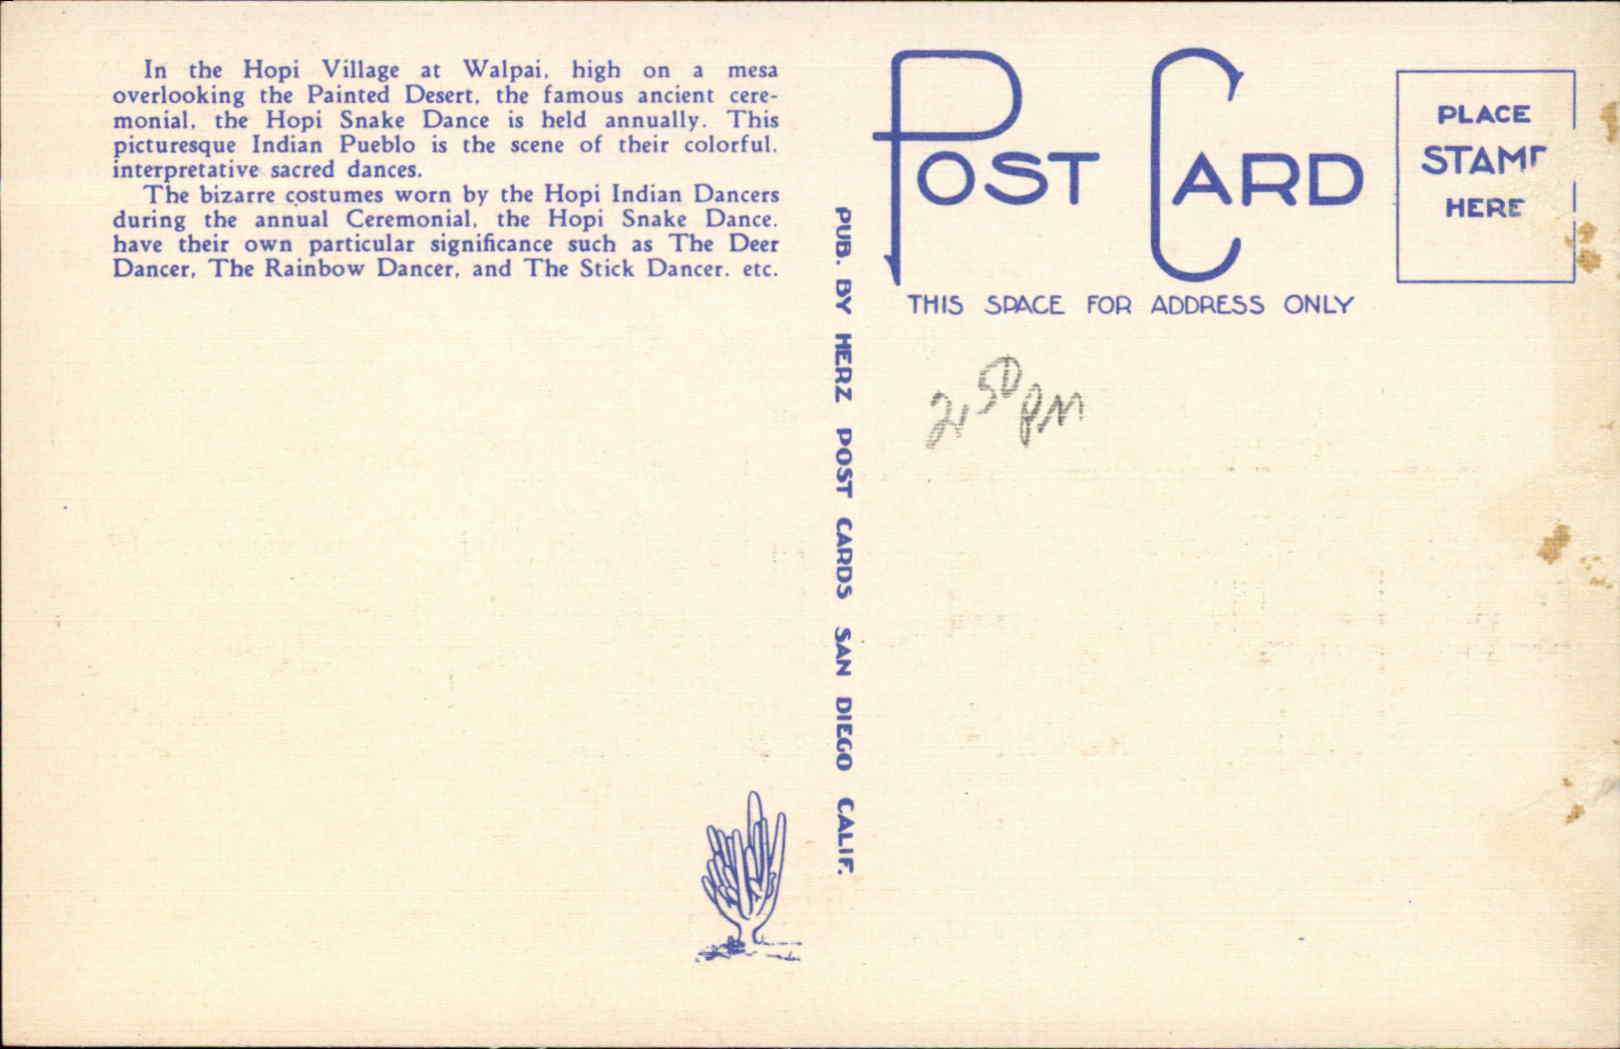 In the Hopi Village at Walpai, high on a mesa
overlooking the Painted Desert, the famous ancient cere-
monial, the Hopi Snake Dance is held annually. This
picturesque Indian Pueblo is the scene of their colorful,
interpretative sacred dances.
The bizarre costumes worn by the Hopi Indian Dancers
during the annual Ceremonial, the Hopi Snake Dance,
have their own particular significance such as The Deer
Dancer, The Rainbow Dancer, and The Stick Dancer. etc.
PUB. BY HERZ POST CARDS SAN DIEGO CALIF.
POST CARD
THIS SPACE FOR ADDRESS ONLY
PLACE
STAMP
HERE